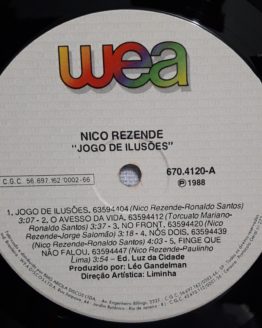 wea
NICO REZENDE
"JOGO DE ILUSÕES"
670.4120-A
Ⓟ 1988
C.G.C. 56.697.162/0002-66
1. JOGO DE ILUSÕES, 63594404 (Nico Rezende-Ronaldo Santos)
3:07 - 2. O AVESSO DA VIDA, 63594412 (Torcuato Mariano-
Ronaldo Santos) 3:37 - 3. NO FRONT, 63594420 (Nico
Rezende-Jorge Salomão) 3:18 - 4. NÓS DOIS, 63594439
(Nico Rezende-Ronaldo Santos) 4:03 - 5. FINGE QUE
NÃO FALOU, 63594447 (Nico Rezende-Paulinho
Lima) 3:54 – Ed. Luz da Cidade
Produzido por: Léo Gandelman
Direção Artística: Liminha